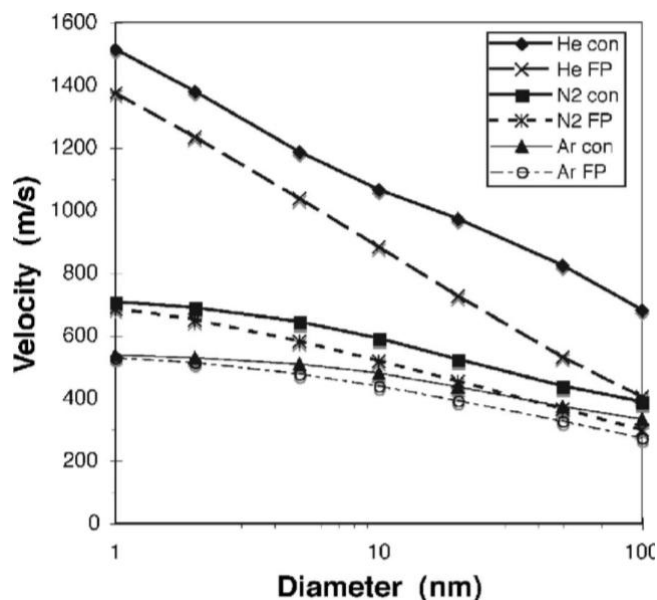 1600
1400
1200
1000
800
600
400
200
0
Velocity (m/s)
He con
He FP
N2 con
N2 FP
Ar con
Ar FP
1
10
100
Diameter (nm)